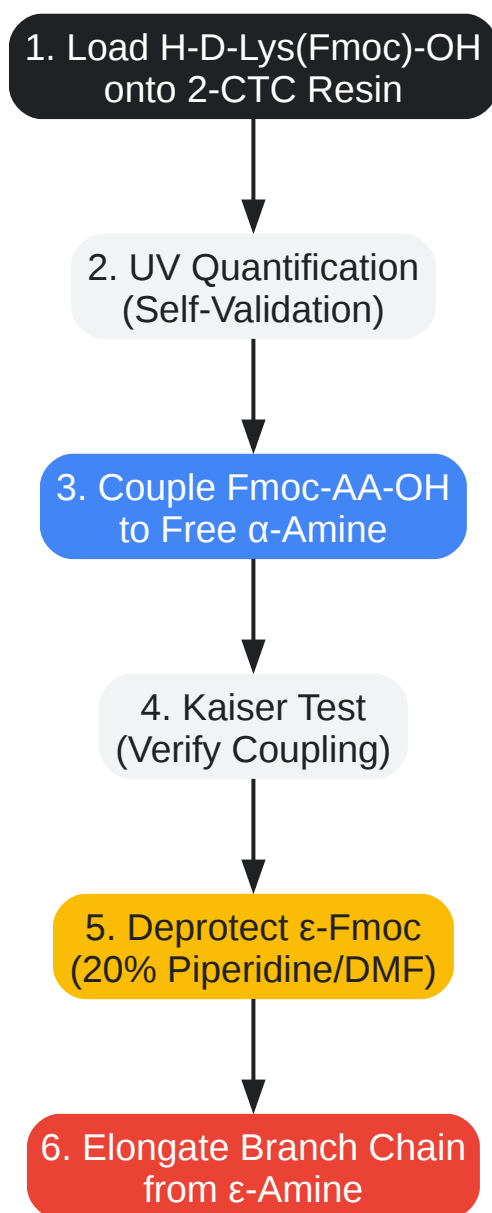 1. Load H-D-Lys(Fmoc)-OH
onto 2-CTC Resin
2. UV Quantification
(Self-Validation)
3. Couple Fmoc-AA-OH
to Free α-Amine
4. Kaiser Test
(Verify Coupling)
5. Deprotect ε-Fmoc
(20% Piperidine/DMF)
6. Elongate Branch Chain
from ε-Amine